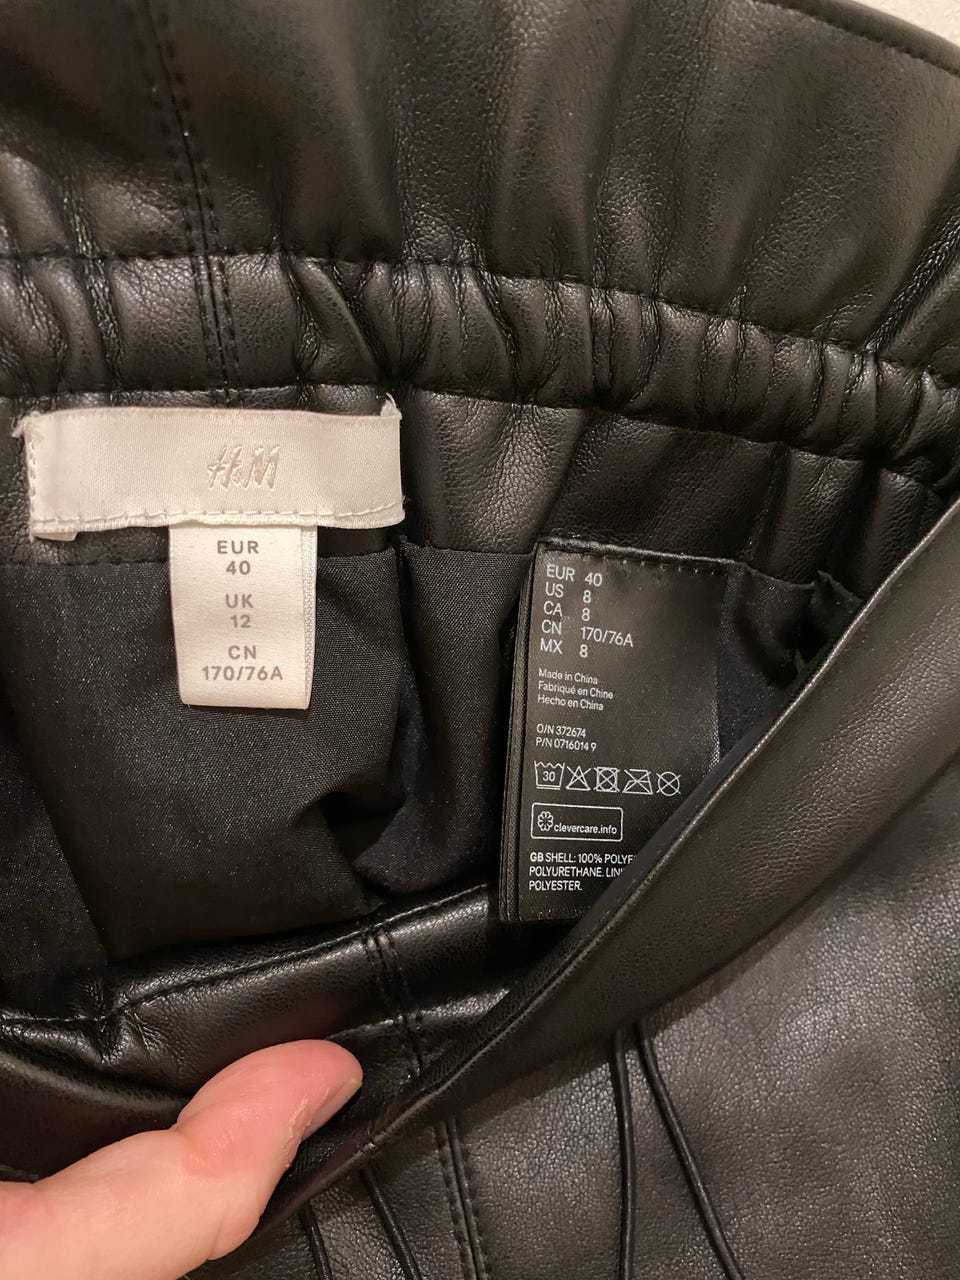 H&M
EUR
40
UK
12
CN
170/76A
EUR 40
US 8
CA 8
CN 170/76A
MX 8
Made in China
Fabriqué en Chine
Hecho en China
O/N 372674
P/N 0716014 9
30
clevercare.info
GB SHELL: 100%
POLYURETHANE.
POLYESTER.